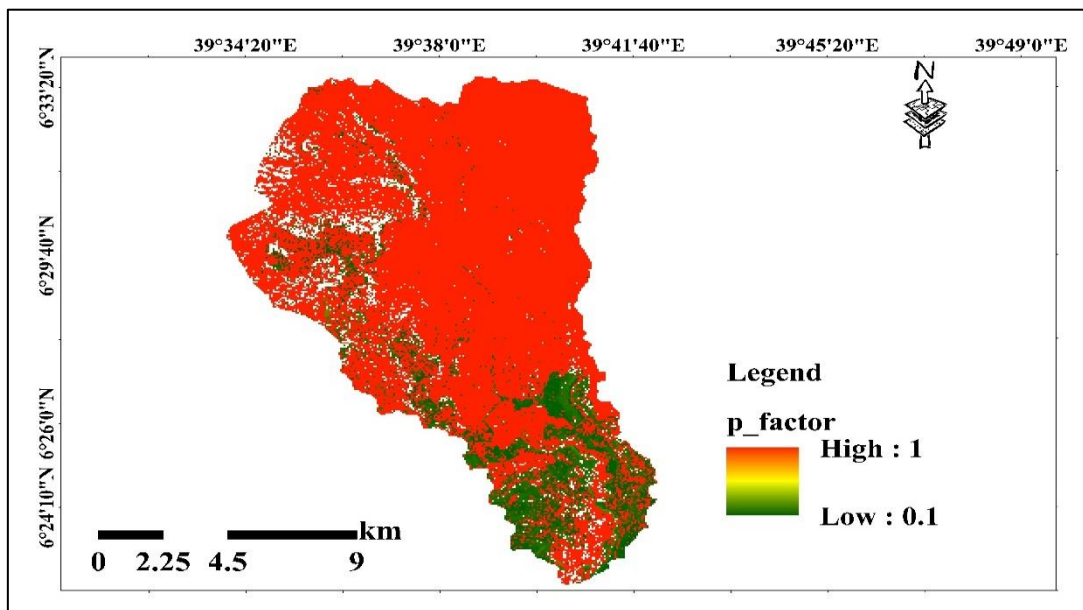 39°34'20"E 39°38'0"E 39°41'40"E 39°45'20"E 39°49'0"E
N
6°33'20"N
6°29'40"N
6°26'0"N
6°24'10"N
Legend
p_factor
High : 1
Low : 0.1
km
0 2.25 4.5 9